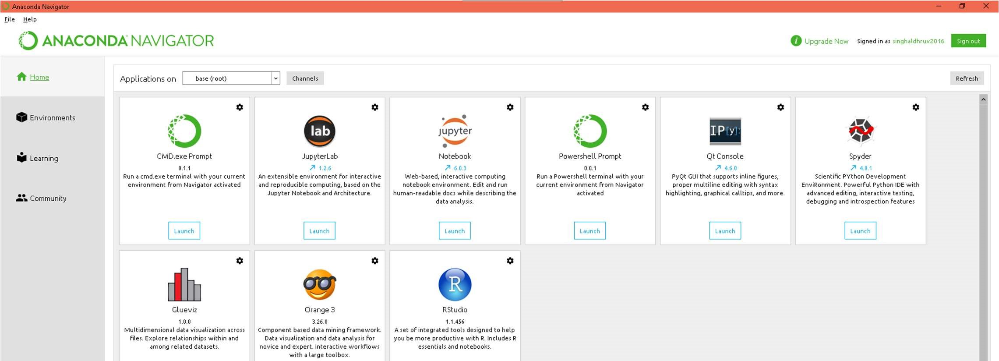 Anaconda Navigator
File Help
ANACONDA NAVIGATOR
i Upgrade Now Signed in as singhaldhruv2016 Sign out
Home
Environments
Learning
Community
Applications on base (root) Channels Refresh
CMD.exe Prompt
0.1.1
Run a cmd.exe terminal with your current
environment from Navigator activated
Launch
lab
JupyterLab
1.2.6
An extensible environment for interactive
and reproducible computing, based on the
Jupyter Notebook and Architecture.
Launch
jupyter
Notebook
6.0.3
Web-based, interactive computing
notebook environment. Edit and run
human-readable docs while describing the
data analysis.
Launch
Powershell Prompt
0.0.1
Run a Powershell terminal with your
current environment from Navigator
activated
Launch
IP[y]:
Qt Console
4.6.0
PyQt GUI that supports inline figures,
proper multiline editing with syntax
highlighting, graphical calltips, and more.
Launch
Spyder
4.0.1
Scientific PYthon Development
EnviRonment. Powerful Python IDE with
advanced editing, interactive testing,
debugging and introspection features
Launch
Glueviz
1.0.0
Multidimensional data visualization across
files. Explore relationships within and
among related datasets.
Orange 3
3.26.0
Component based data mining framework.
Data visualization and data analysis for
novice and expert. Interactive workflows
with a large toolbox.
R
RStudio
1.1.456
A set of integrated tools designed to help
you be more productive with R. Includes R
essentials and notebooks.